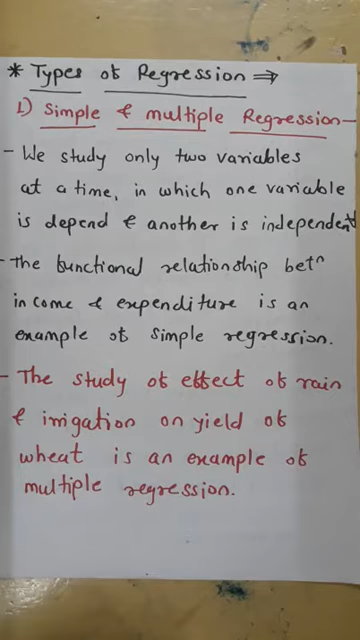 * Types of Regression ⇒
1) Simple & multiple Regression—
- We study only two variables
at a time, in which one variable
is depend & another is independent
- The functional relationship betⁿ
income & expenditure is an
example of simple regression.
- The study of effect of rain
& irrigation on yield of
wheat is an example of
multiple regression.